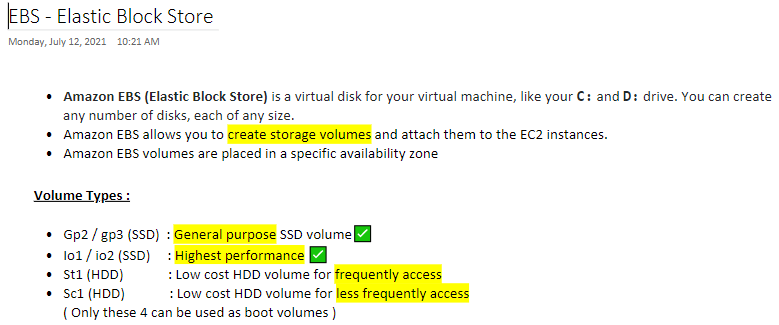 EBS - Elastic Block Store
Monday, July 12, 2021 10:21 AM
• Amazon EBS (Elastic Block Store) is a virtual disk for your virtual machine, like your C: and D: drive. You can create
any number of disks, each of any size.
• Amazon EBS allows you to create storage volumes and attach them to the EC2 instances.
• Amazon EBS volumes are placed in a specific availability zone
Volume Types :
• Gp2 / gp3 (SSD) : General purpose SSD volume ✅
• Io1 / io2 (SSD) : Highest performance ✅
• St1 (HDD) : Low cost HDD volume for frequently access
• Sc1 (HDD) : Low cost HDD volume for less frequently access
( Only these 4 can be used as boot volumes )